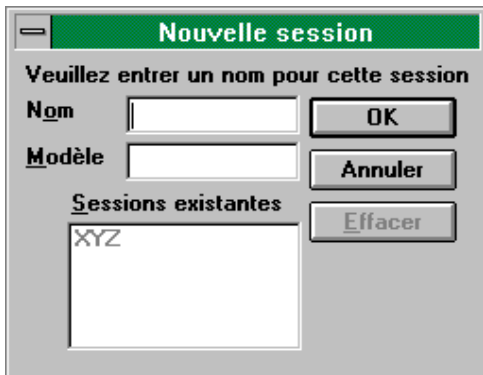 Nouvelle session
Veuillez entrer un nom pour cette session
Nom
OK
Modèle
Annuler
Sessions existantes
Effacer
XYZ